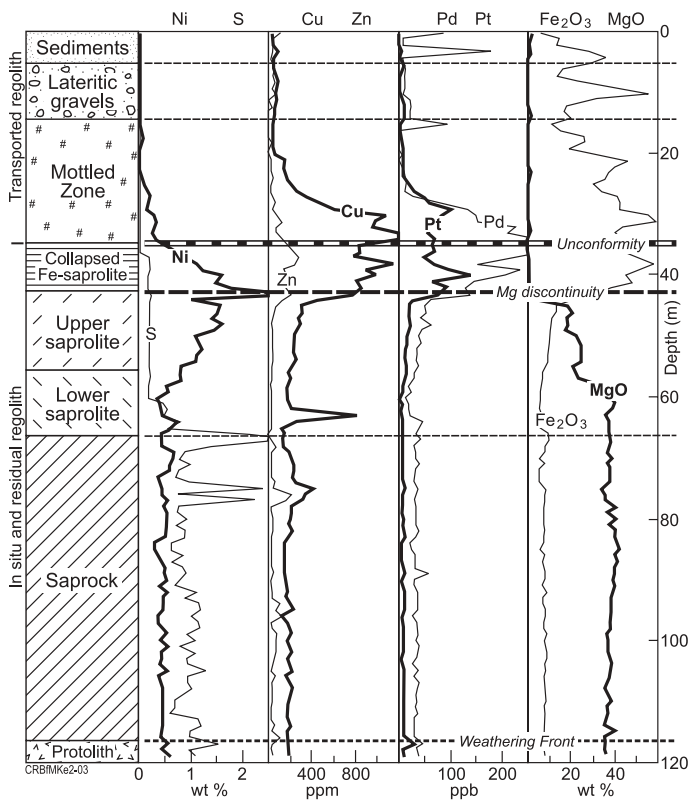 Ni S Cu Zn Pd Pt Fe2O3 MgO
0
Sediments
Lateritic
gravels
20
Mottled
Zone
Transported regolith
Cu
Pt
Pd
Unconformity
Ni
Collapsed
Fe-saprolite
Zn
40
Mg discontinuity
S
Upper
saprolite
Depth (m)
60
Lower
saprolite
MgO
Fe2O3
In situ and residual regolith
80
Saprock
100
Weathering Front
Protolith
120
CRBfMKe2-03
0 1 2 400 800 100 200 20 40
wt % ppm ppb wt %